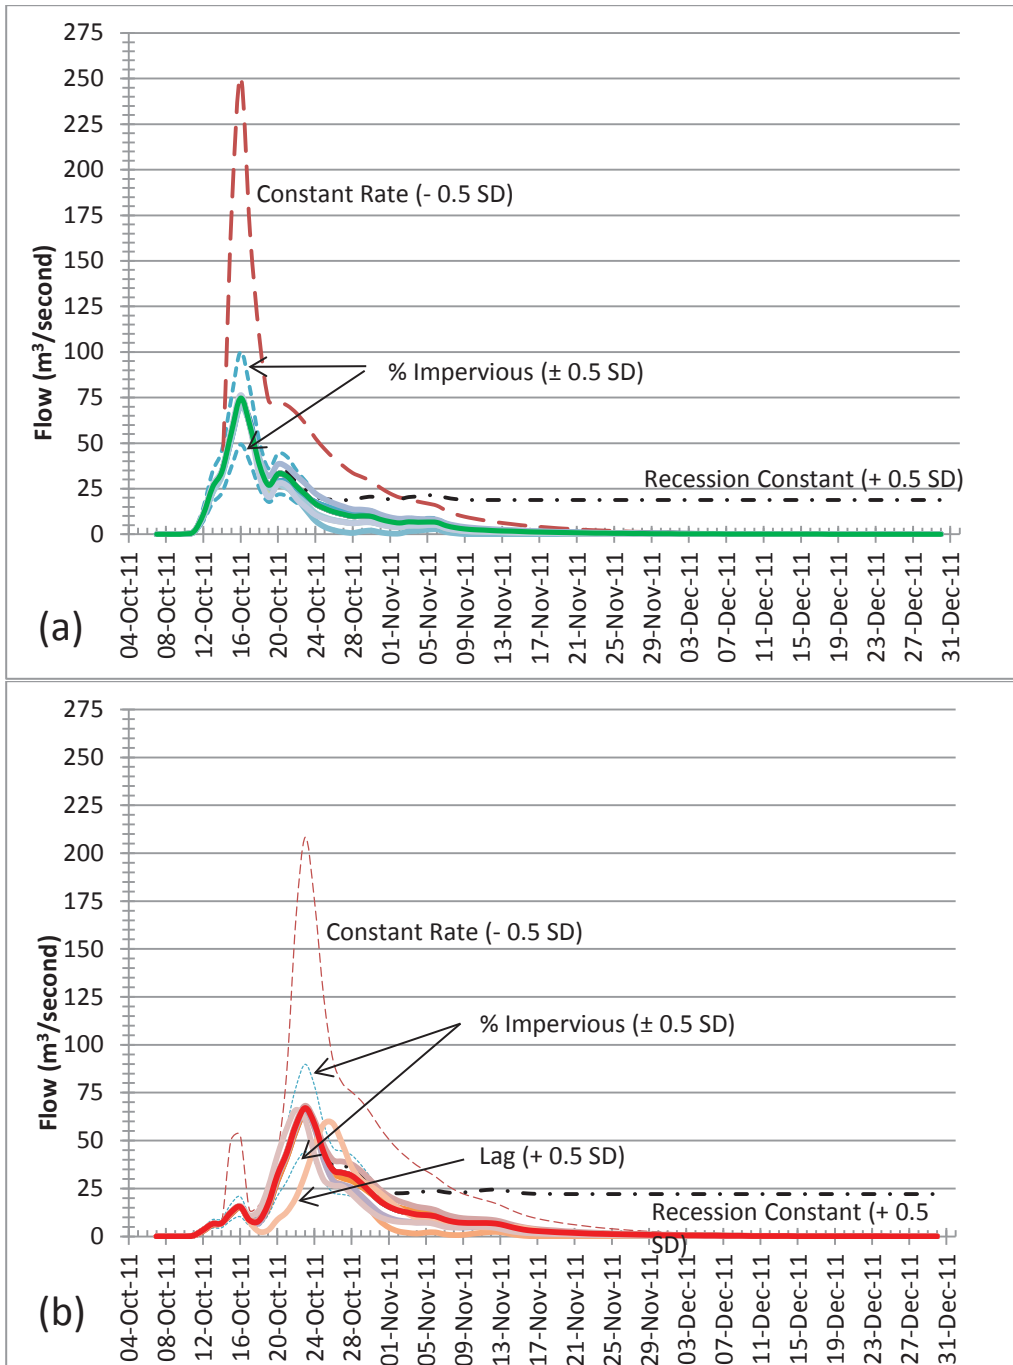 275
250
225
200
175
150
125
100
75
50
25
0
Flow (m³/second)
Constant Rate (- 0.5 SD)
% Impervious (± 0.5 SD)
Recession Constant (+ 0.5 SD)
04-Oct-11
08-Oct-11
12-Oct-11
16-Oct-11
20-Oct-11
24-Oct-11
28-Oct-11
01-Nov-11
05-Nov-11
09-Nov-11
13-Nov-11
17-Nov-11
21-Nov-11
25-Nov-11
29-Nov-11
03-Dec-11
07-Dec-11
11-Dec-11
15-Dec-11
19-Dec-11
23-Dec-11
27-Dec-11
31-Dec-11
(a)
275
250
225
200
175
150
125
100
75
50
25
0
Flow (m³/second)
Constant Rate (- 0.5 SD)
% Impervious (± 0.5 SD)
Lag (+ 0.5 SD)
Recession Constant (+ 0.5
SD)
04-Oct-11
08-Oct-11
12-Oct-11
16-Oct-11
20-Oct-11
24-Oct-11
28-Oct-11
01-Nov-11
05-Nov-11
09-Nov-11
13-Nov-11
17-Nov-11
21-Nov-11
25-Nov-11
29-Nov-11
03-Dec-11
07-Dec-11
11-Dec-11
15-Dec-11
19-Dec-11
23-Dec-11
27-Dec-11
31-Dec-11
(b)